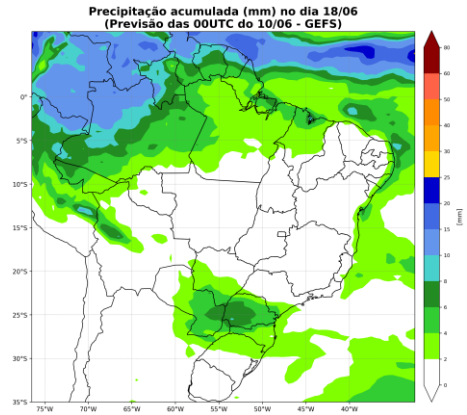 Precipitação acumulada (mm) no dia 18/06
(Previsão das 00UTC do 10/06 - GEFS)
0°
5°S
10°S
15°S
20°S
25°S
30°S
35°S
75°W
70°W
65°W
60°W
55°W
50°W
45°W
40°W
80
60
50
40
30
25
20
15
10
8
6
4
2
0
[mm]